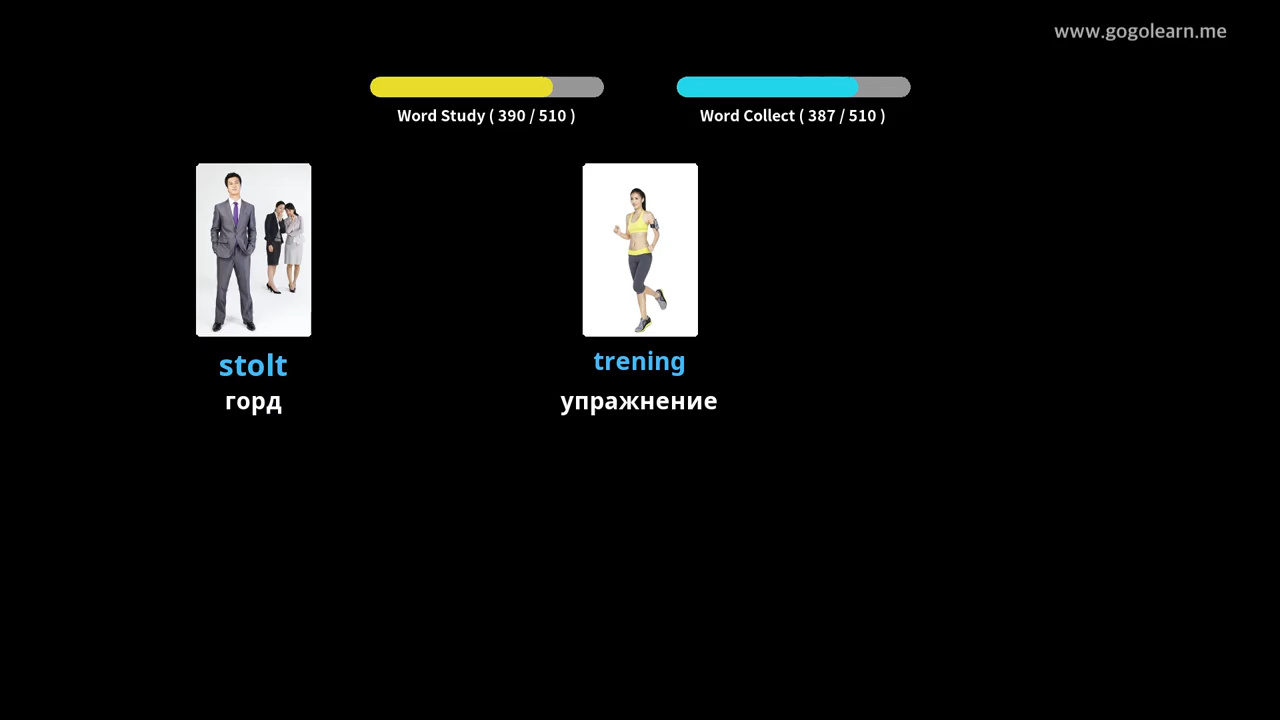 www.gogolearn.me
Word Study ( 390 / 510 )
Word Collect ( 387 / 510 )
stolt
горд
trening
упражнение